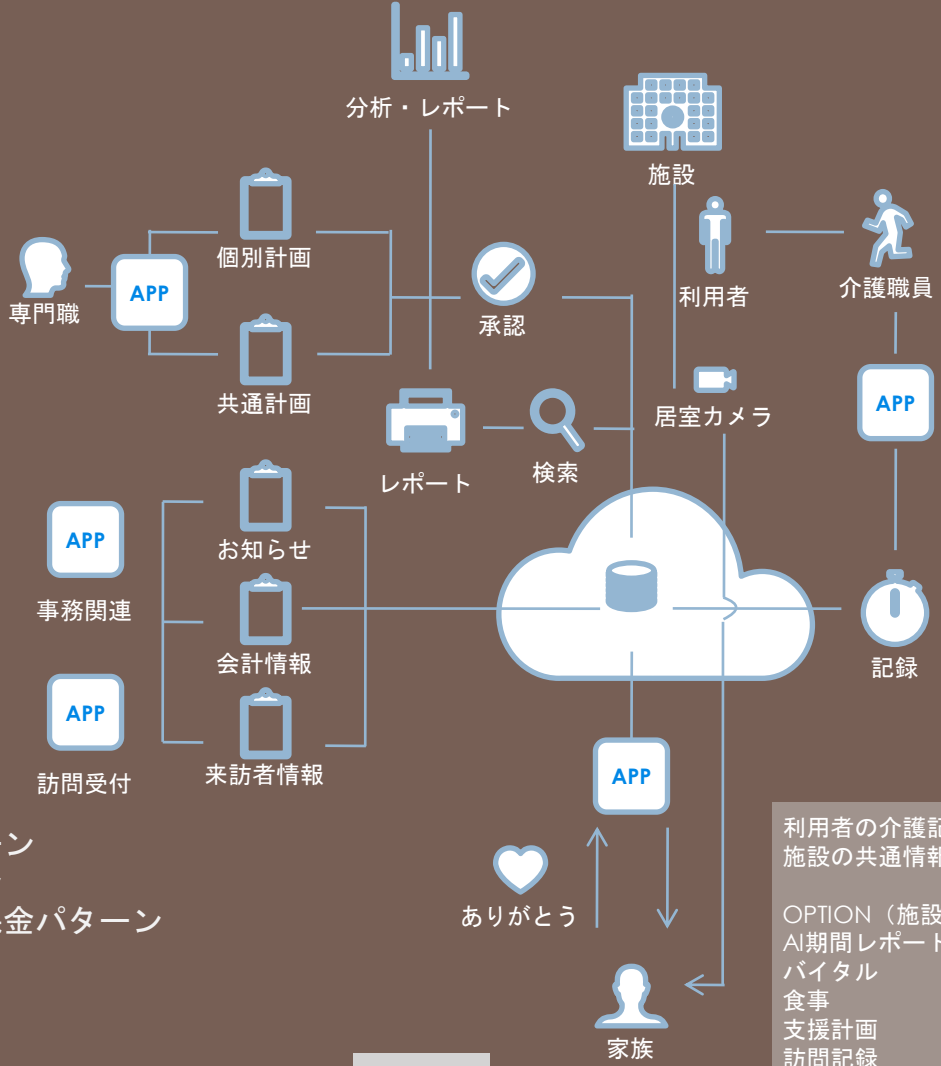 分析・レポート
施設
個別計画
利用者
介護職員
専門職
APP
承認
共通計画
居室カメラ
APP
レポート
検索
お知らせ
APP
事務関連
会計情報
記録
APP
訪問受付
来訪者情報
APP
ありがとう
家族
金パターン
利用者の介護記
施設の共通情報
OPTION（施設
AI期間レポート
バイタル
食事
支援計画
訪問記録